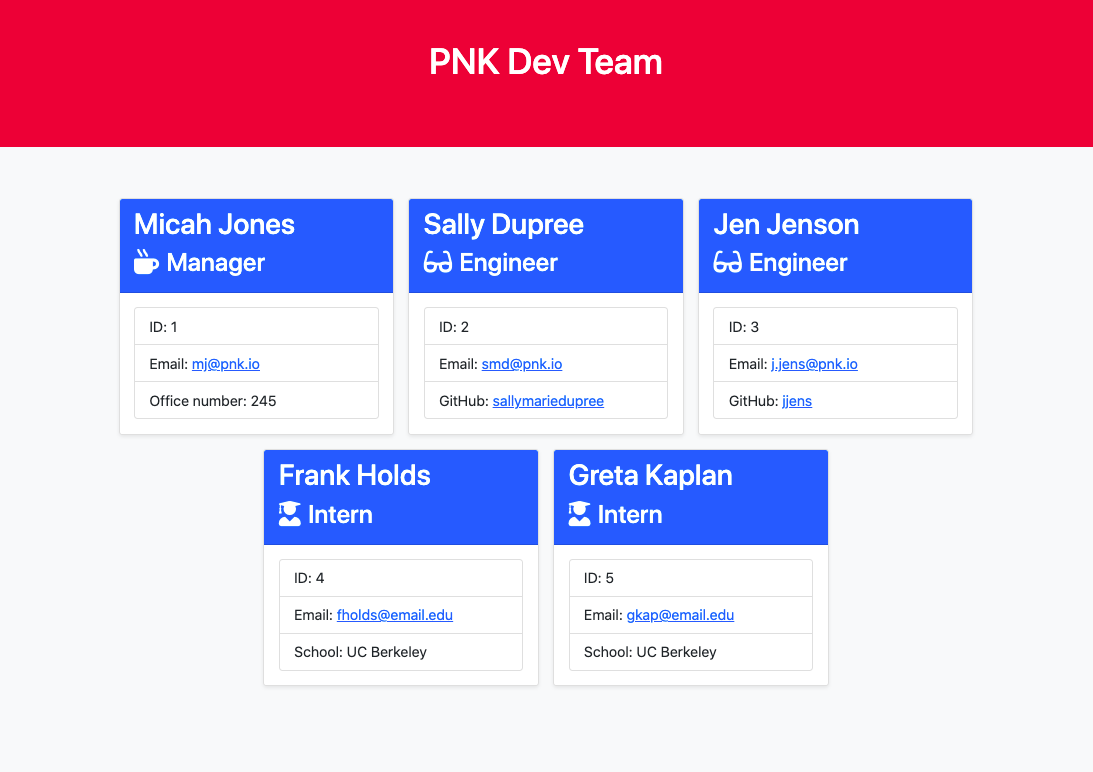 PNK Dev Team
Micah Jones
Manager
ID: 1
Email: mj@pnk.io
Office number: 245
Sally Dupree
Engineer
ID: 2
Email: smd@pnk.io
GitHub: sallymariedupree
Jen Jenson
Engineer
ID: 3
Email: j.jens@pnk.io
GitHub: jjens
Frank Holds
Intern
ID: 4
Email: fholds@email.edu
School: UC Berkeley
Greta Kaplan
Intern
ID: 5
Email: gkap@email.edu
School: UC Berkeley